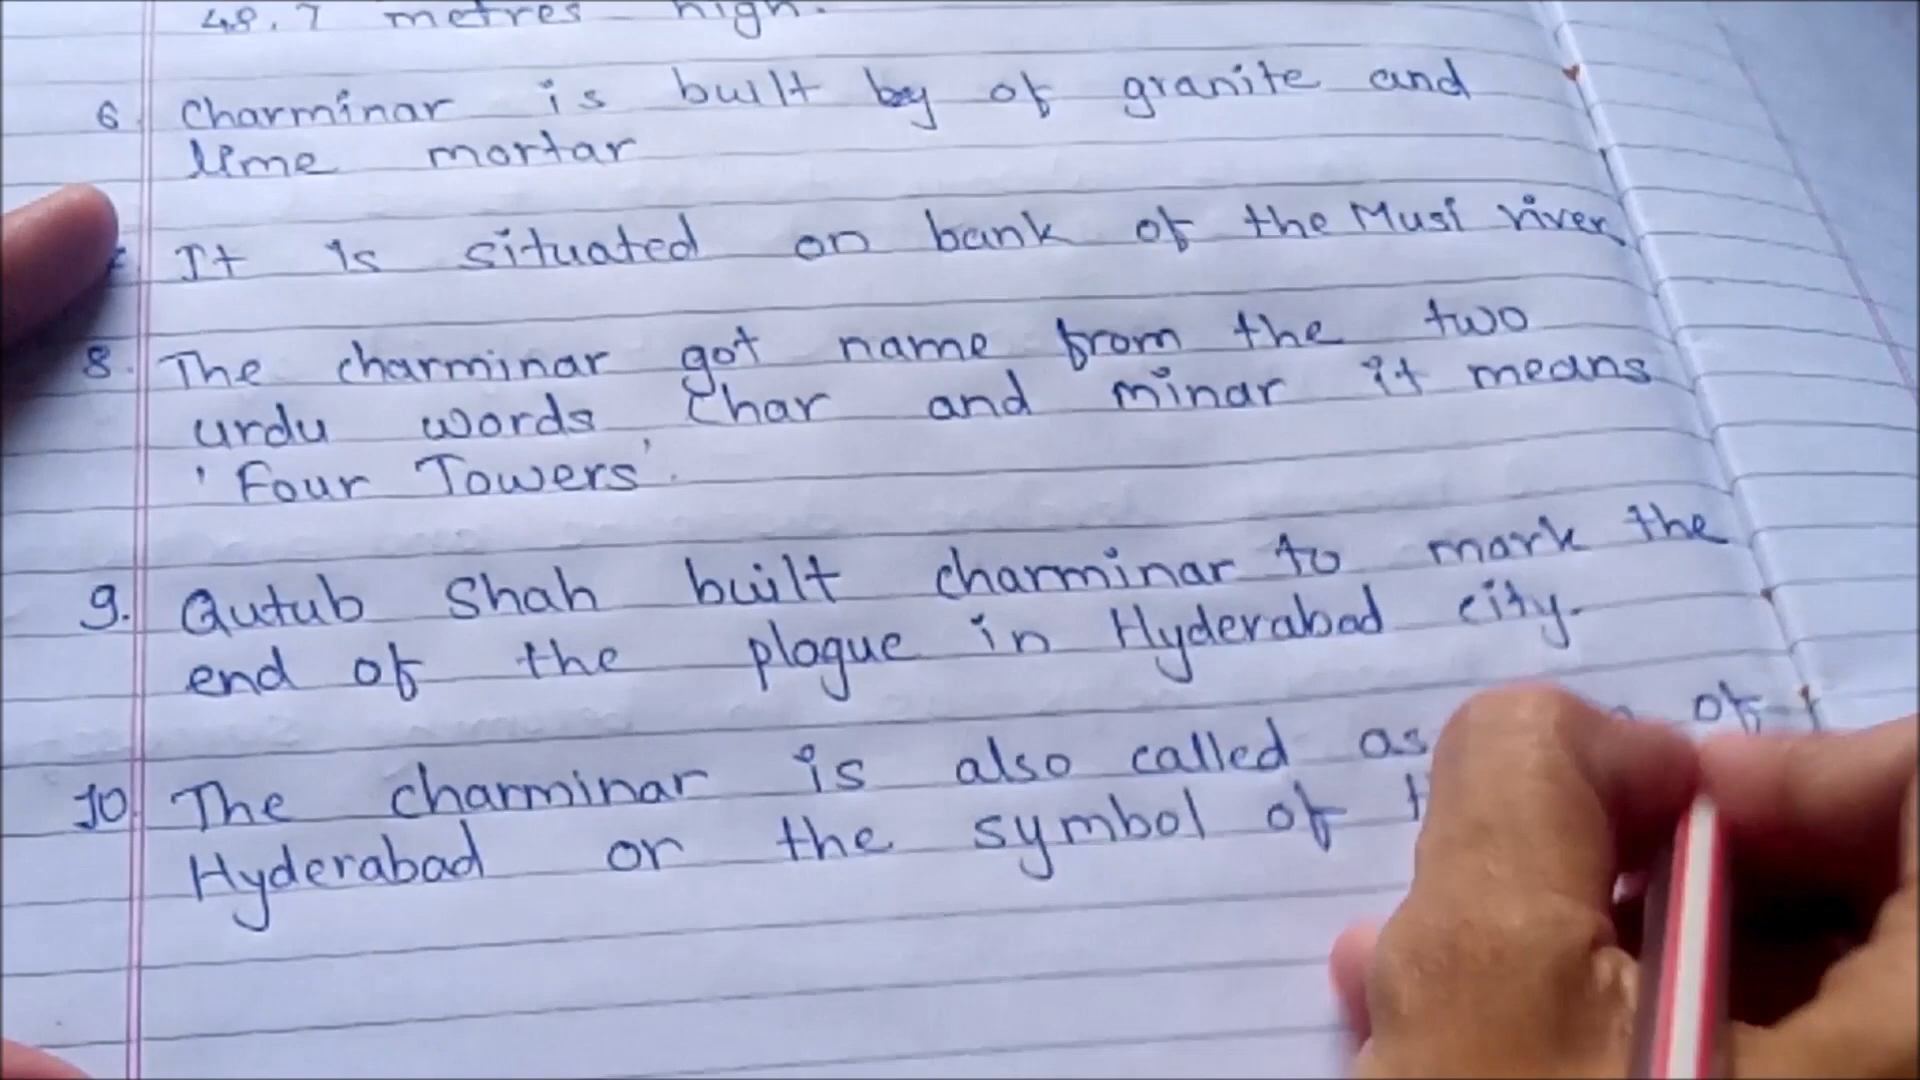 48.7 metres high.
6. Charminar is built by of granite and
lime mortar
It is situated on bank of the Musi river
8. The charminar got name from the two
urdu words, Char and minar it means
'Four Towers'.
9. Qutub Shah built charminar to mark the
end of the plague in Hyderabad city.
10. The charminar is also called as of
Hyderabad or the symbol of